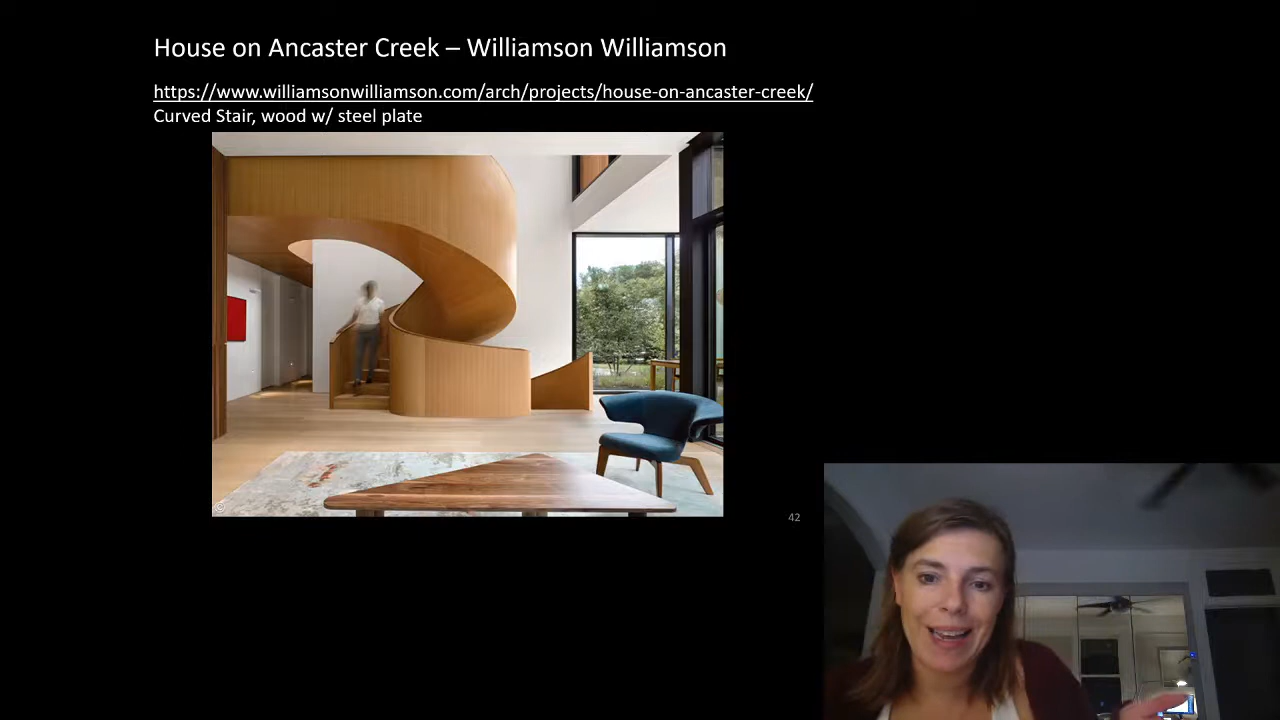 House on Ancaster Creek – Williamson Williamson
https://www.williamsonwilliamson.com/arch/projects/house-on-ancaster-creek/
Curved Stair, wood w/ steel plate
42